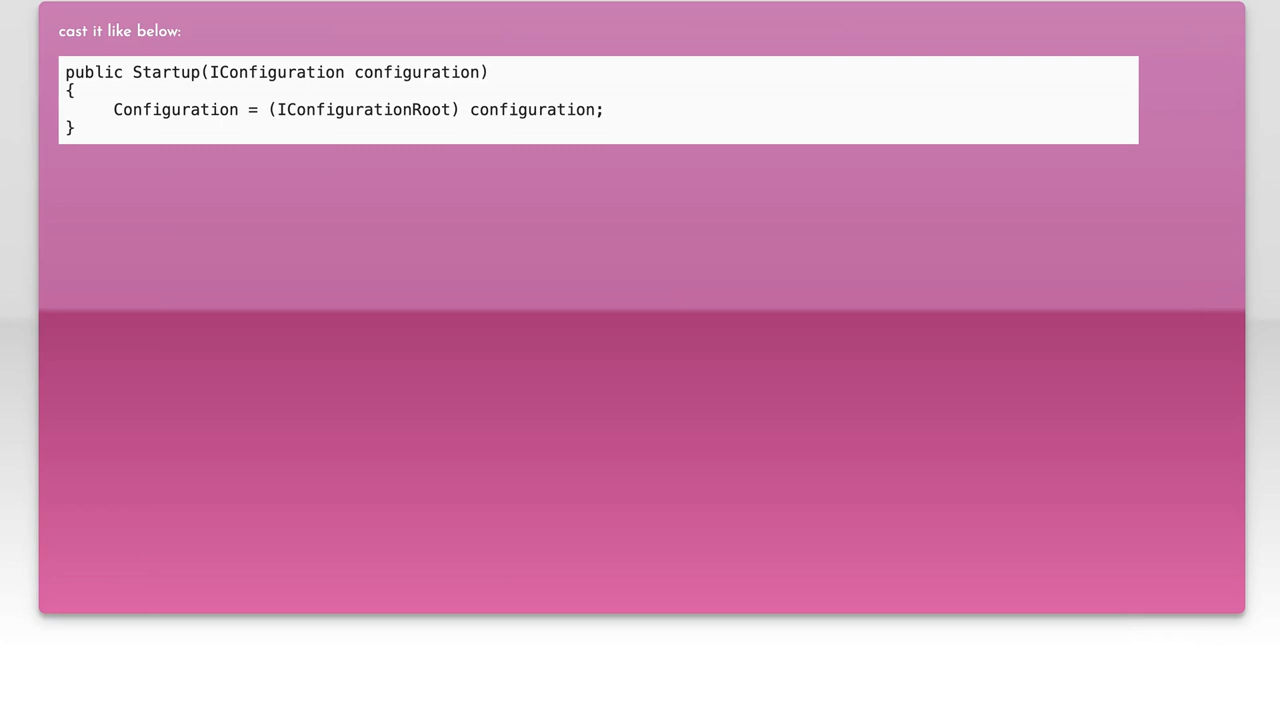 cast it like below:
public Startup(IConfiguration configuration)
{
     Configuration = (IConfigurationRoot) configuration;
}